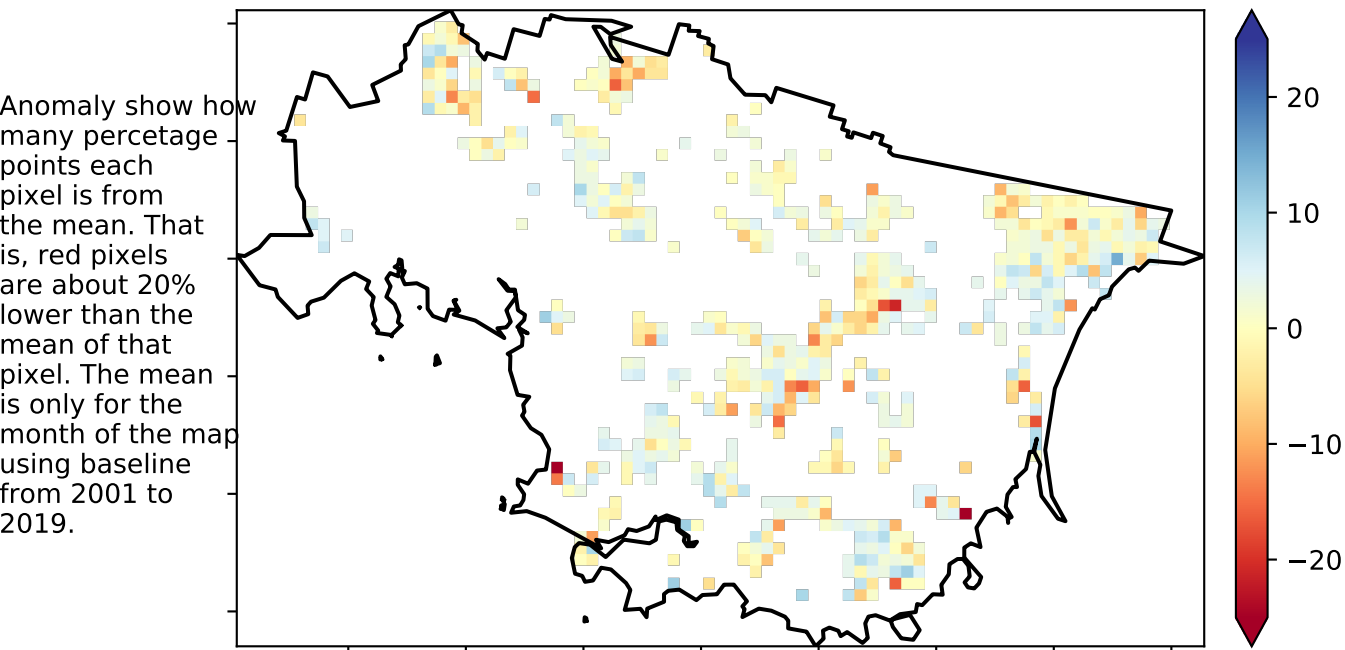 Anomaly show how
many percetage
points each
pixel is from
the mean. That
is, red pixels
are about 20%
lower than the
mean of that
pixel. The mean
is only for the
month of the map
using baseline
from 2001 to
2019.
20
10
0
−10
−20